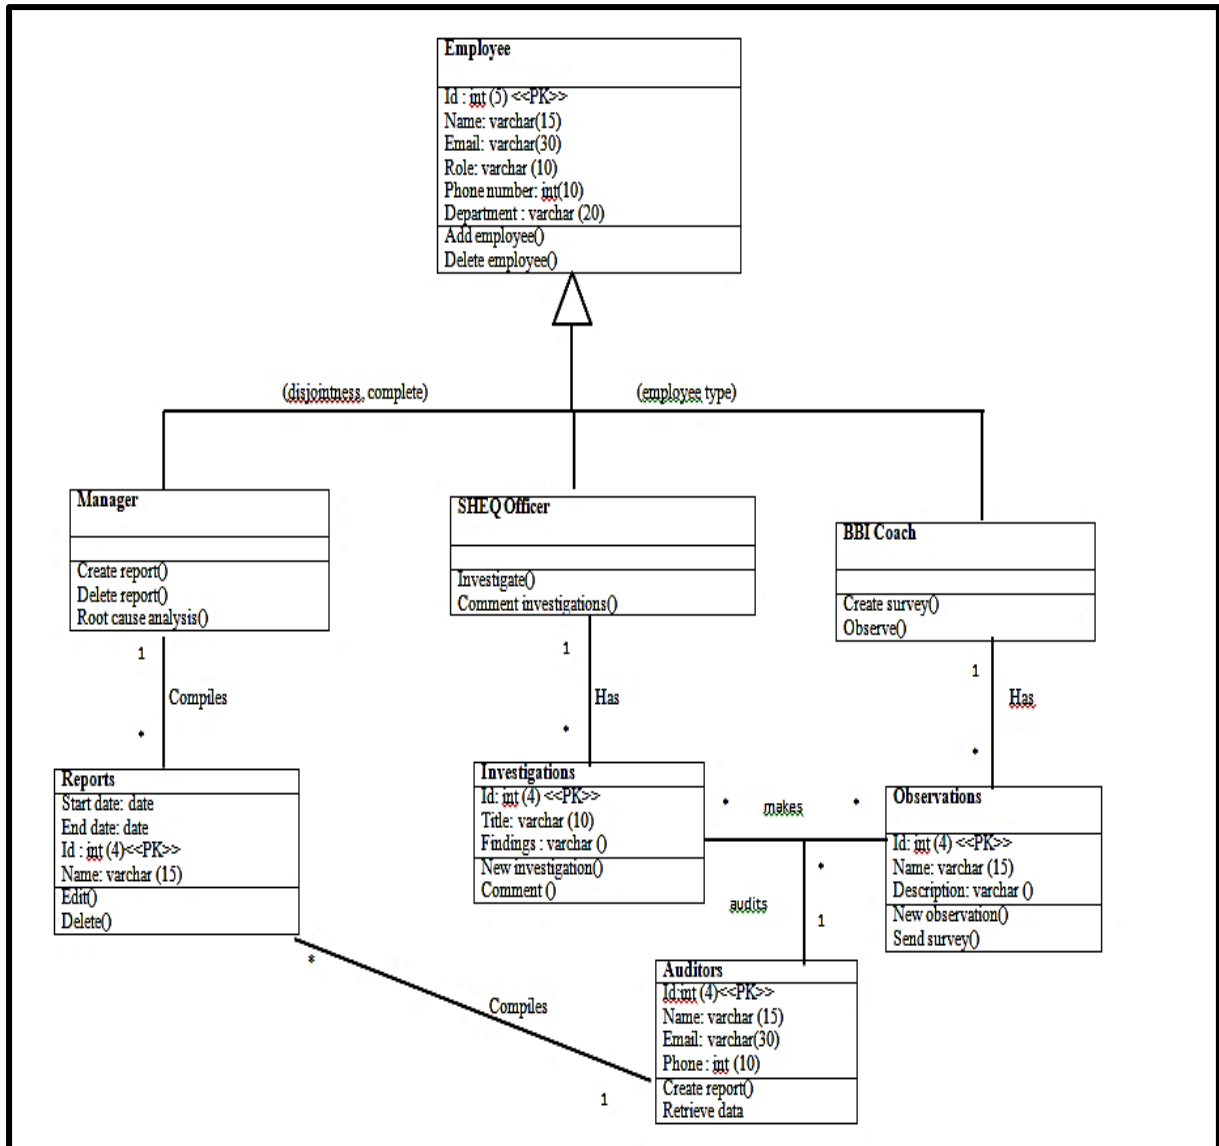 Employee
Id : int (5) <<PK>>
Name: varchar(15)
Email: varchar(30)
Role: varchar (10)
Phone number: int(10)
Department : varchar (20)
Add employee()
Delete employee()
(disjointness, complete)
(employee type)
Manager
Create report()
Delete report()
Root cause analysis()
SHEQ Officer
Investigate()
Comment investigations()
BBI Coach
Create survey()
Observe()
1
Compiles
*
1
Has
*
1
Has
*
Reports
Start date: date
End date: date
Id : int (4)<<PK>>
Name: varchar (15)
Edit()
Delete()
Investigations
Id: int (4) <<PK>>
Title: varchar (10)
Findings : varchar ()
New investigation()
Comment ()
* makes *
Observations
Id: int (4) <<PK>>
Name: varchar (15)
Description: varchar ()
New observation()
Send survey()
*
audits
1
Auditors
Id:int (4)<<PK>>
Name: varchar (15)
Email: varchar(30)
Phone : int (10)
Create report()
Retrieve data
*
Compiles
1